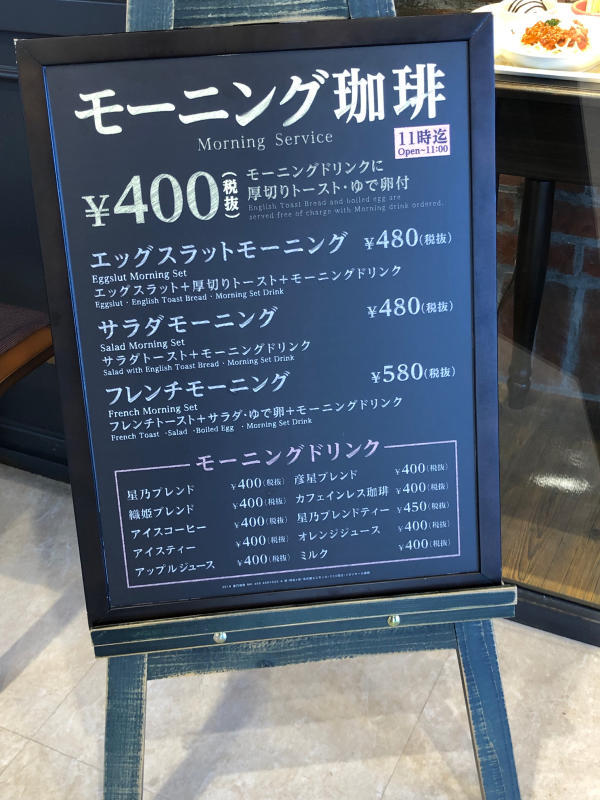 モーニング珈琲
Morning Service
11時迄
Open~11:00
¥400(税抜)
モーニングドリンクに
厚切りトースト・ゆで卵付
English Toast Bread and boiled egg are
served free of charge with Morning drink ordered.
エッグスラットモーニング ¥480(税抜)
Eggslut Morning Set
エッグスラット+厚切りトースト+モーニングドリンク
Eggslut · English Toast Bread · Morning Set Drink
サラダモーニング ¥480(税抜)
Salad Morning Set
サラダトースト+モーニングドリンク
Salad with English Toast Bread · Morning Set Drink
フレンチモーニング ¥580(税抜)
French Morning Set
フレンチトースト+サラダ・ゆで卵+モーニングドリンク
French Toast ·Salad ·Boiled Egg · Morning Set Drink
モーニングドリンク
星乃ブレンド ¥400(税抜)
織姫ブレンド ¥400(税抜)
アイスコーヒー ¥400(税抜)
アイスティー ¥400(税抜)
アップルジュース ¥400(税抜)
彦星ブレンド ¥400(税抜)
カフェインレス珈琲 ¥400(税抜)
星乃ブレンドティー ¥450(税抜)
オレンジジュース ¥400(税抜)
ミルク ¥400(税抜)